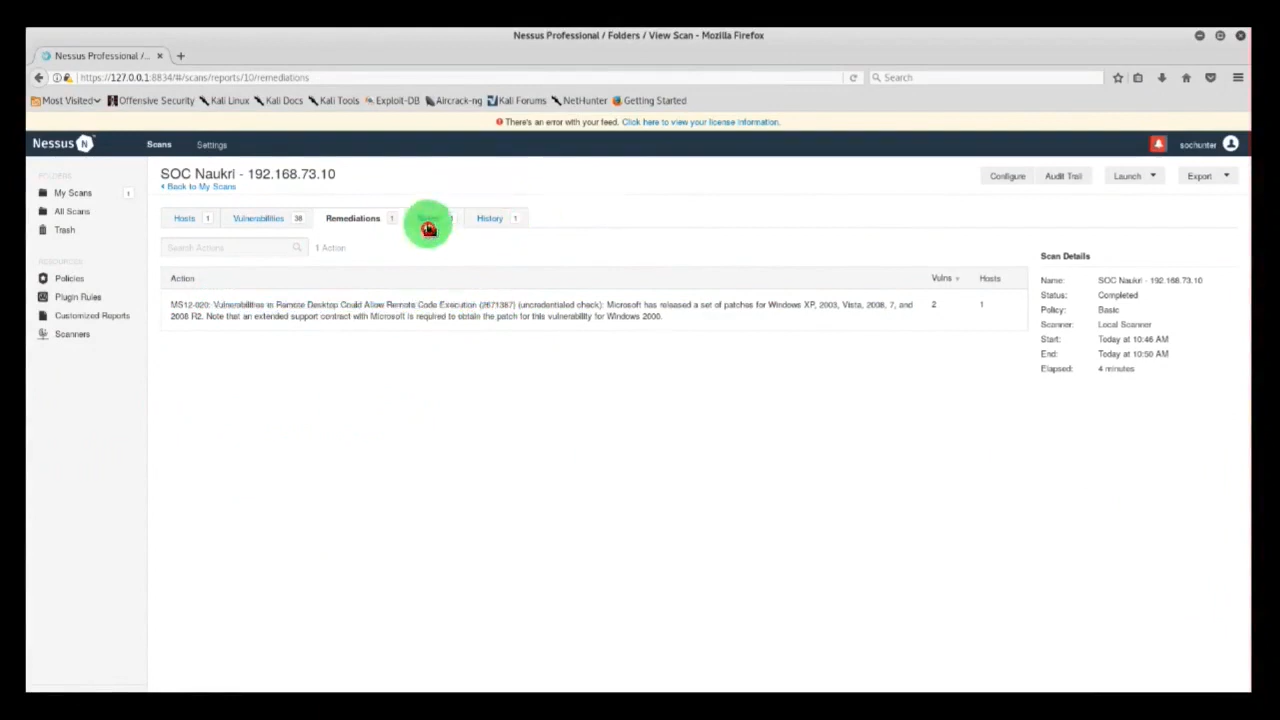 Nessus Professional / Folders / View Scan - Mozilla Firefox
Nessus Professional /... × +
https://127.0.0.1:8834/#/scans/reports/10/remediations
Search
Most Visited Offensive Security Kali Linux Kali Docs Kali Tools Exploit-DB Aircrack-ng Kali Forums NetHunter Getting Started
There's an error with your feed. Click here to view your license information.
Nessus N Scans Settings sochunter
FOLDERS
My Scans 1
All Scans
Trash
RESOURCES
Policies
Plugin Rules
Customized Reports
Scanners
SOC Naukri - 192.168.73.10
Back to My Scans
Configure Audit Trail Launch Export
Hosts 1 Vulnerabilities 38 Remediations 1 History 1
Search Actions 1 Action
Action Vulns Hosts
MS12-020: Vulnerabilities in Remote Desktop Could Allow Remote Code Execution (2671387) (uncredentialed check): Microsoft has released a set of patches for Windows XP, 2003, Vista, 2008, 7, and 2 1
2008 R2. Note that an extended support contract with Microsoft is required to obtain the patch for this vulnerability for Windows 2000.
Scan Details
Name: SOC Naukri - 192.168.73.10
Status: Completed
Policy: Basic
Scanner: Local Scanner
Start: Today at 10:46 AM
End: Today at 10:50 AM
Elapsed: 4 minutes